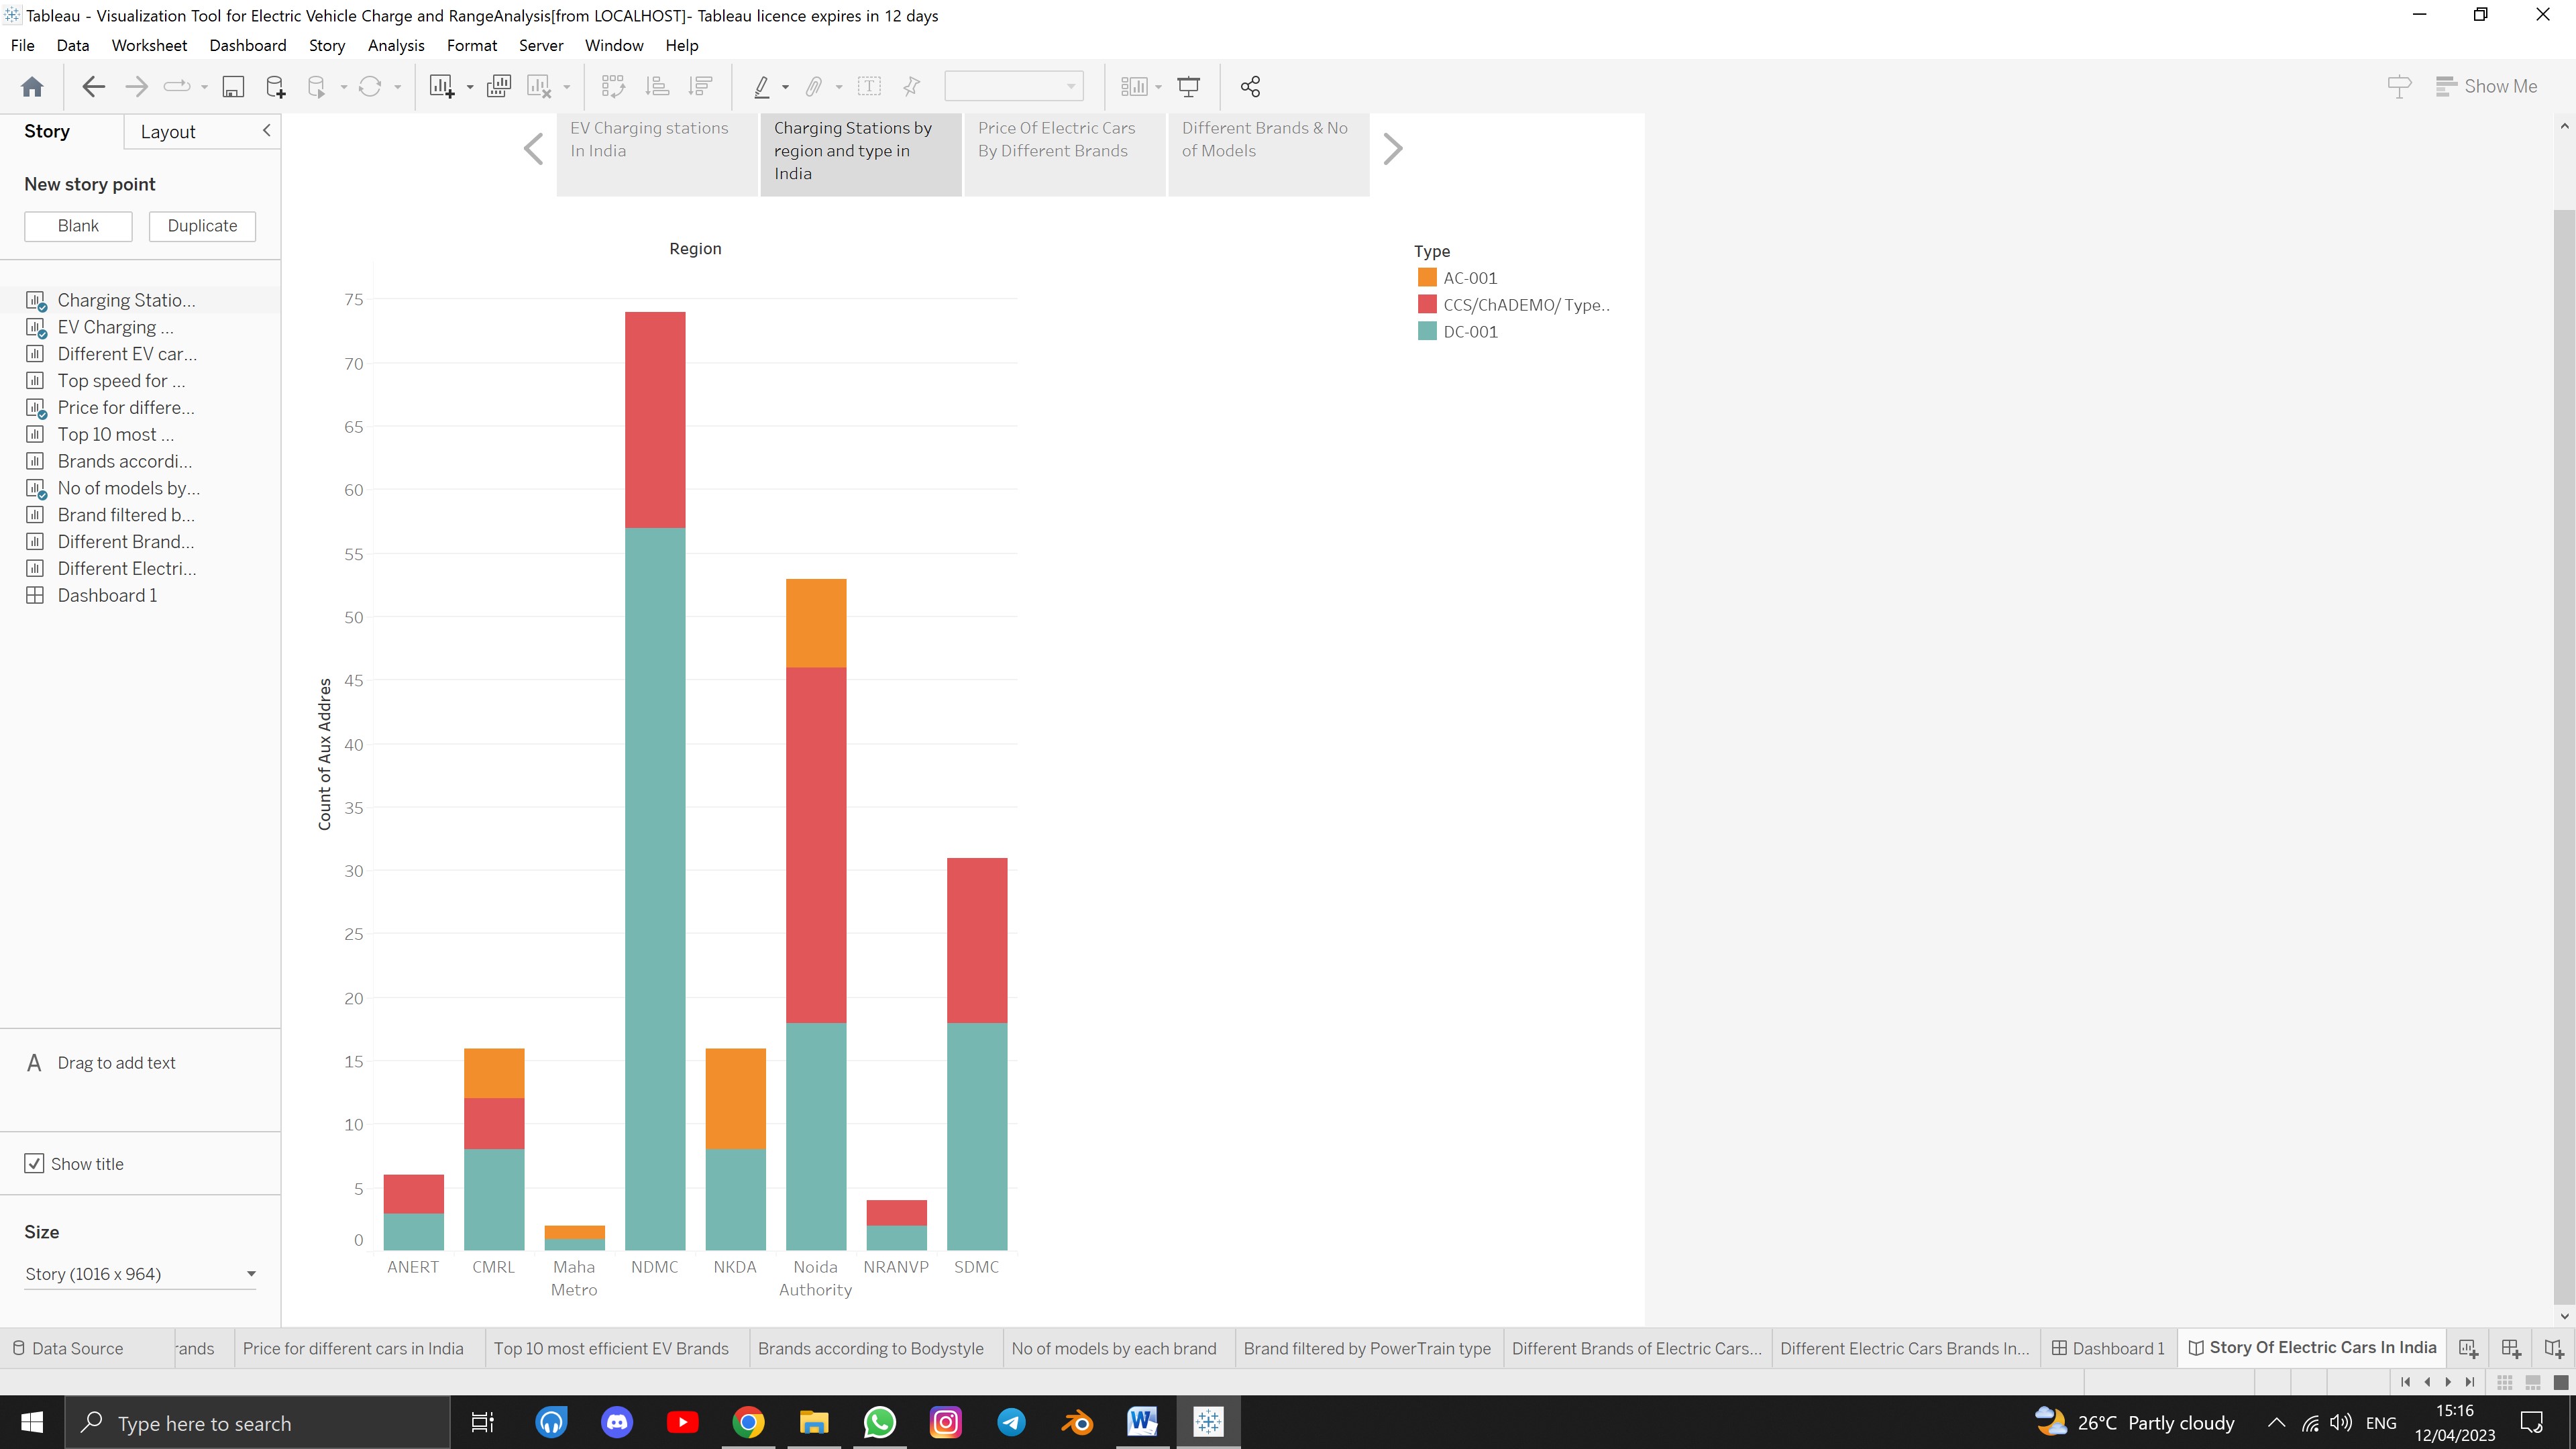 Tableau - Visualization Tool for Electric Vehicle Charge and RangeAnalysis[from LOCALHOST]- Tableau licence expires in 12 days
File Data Worksheet Dashboard Story Analysis Format Server Window Help
Show Me
Story Layout
New story point
Blank Duplicate
Charging Statio...
EV Charging ...
Different EV car...
Top speed for ...
Price for differe...
Top 10 most ...
Brands accordi...
No of models by...
Brand filtered b...
Different Brand...
Different Electri...
Dashboard 1
A Drag to add text
Show title
Size
Story (1016 x 964)
EV Charging stations
In India
Charging Stations by
region and type in
India
Price Of Electric Cars
By Different Brands
Different Brands & No
of Models
Region
75
70
65
60
55
50
45
40
35
30
25
20
15
10
5
0
Count of Aux Addres
ANERT CMRL Maha Metro NDMC NKDA Noida Authority NRANVP SDMC
Type
AC-001
CCS/ChADEMO/ Type..
DC-001
Data Source rands Price for different cars in India Top 10 most efficient EV Brands Brands according to Bodystyle No of models by each brand Brand filtered by PowerTrain type Different Brands of Electric Cars... Different Electric Cars Brands In... Dashboard 1 Story Of Electric Cars In India
Type here to search
26°C Partly cloudy ENG
15:16
12/04/2023